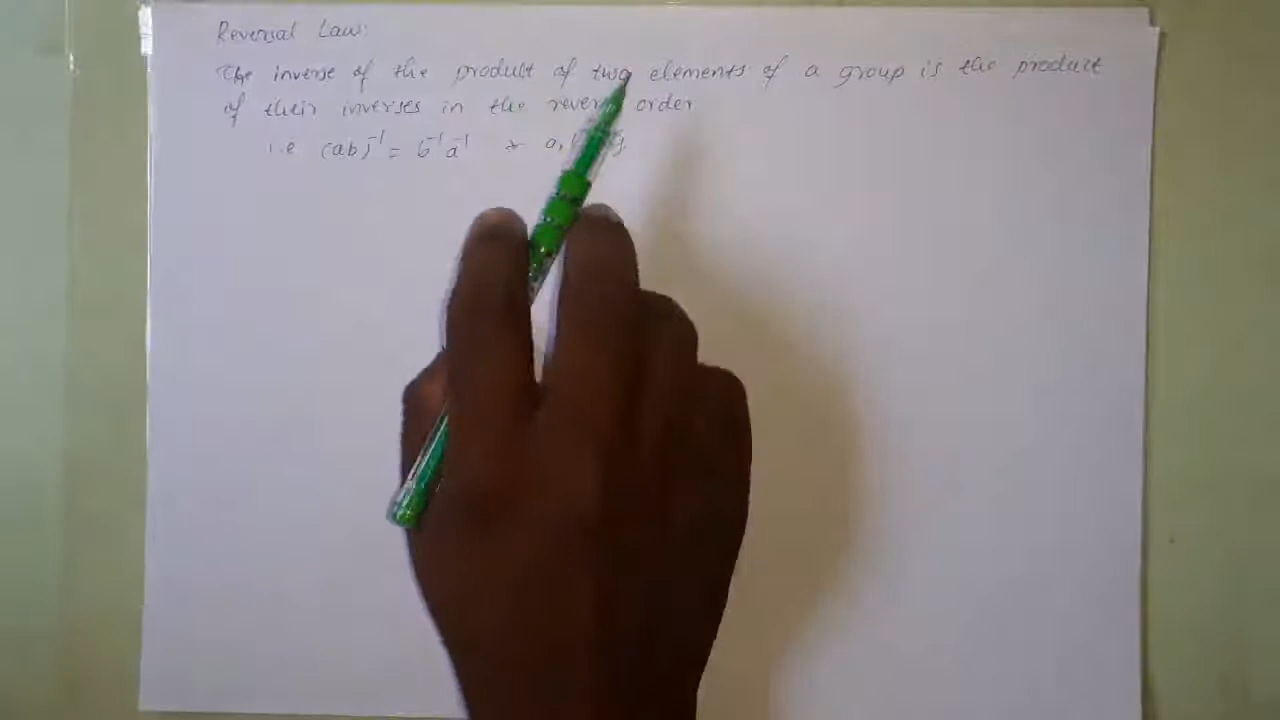 Reversal Law:
The inverse of the product of two elements of a group is the product
of their inverses in the order
i.e (ab)⁻¹ = b⁻¹a⁻¹ a,